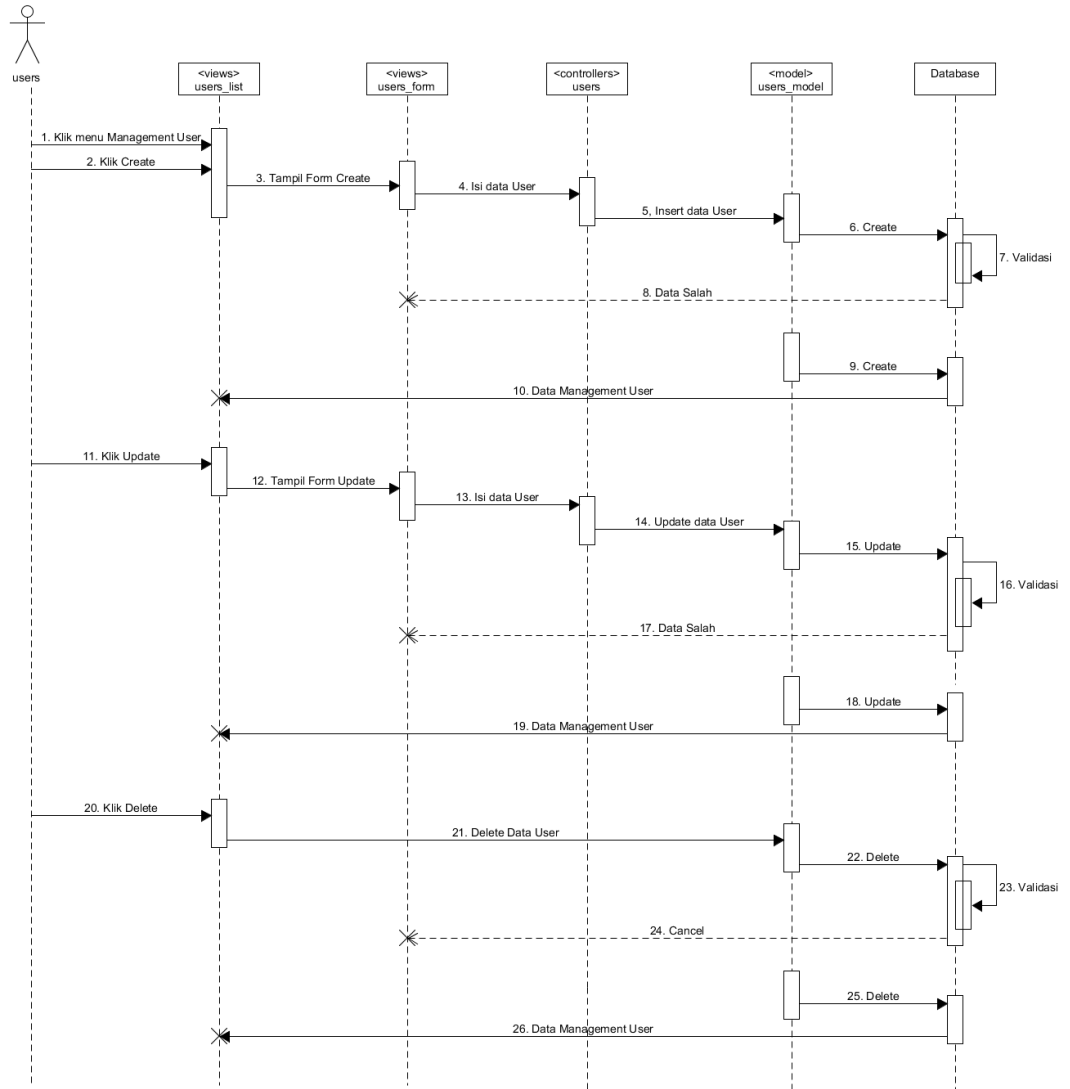 users
<views>
users_list
<views>
users_form
<controllers>
users
<model>
users_model
Database
1. Klik menu Management User
2. Klik Create
3. Tampil Form Create
4. Isi data User
5, Insert data User
6. Create
7. Validasi
8. Data Salah
9. Create
10. Data Management User
11. Klik Update
12. Tampil Form Update
13. Isi data User
14. Update data User
15. Update
16. Validasi
17. Data Salah
18. Update
19. Data Management User
20. Klik Delete
21. Delete Data User
22. Delete
23. Validasi
24. Cancel
25. Delete
26. Data Management User